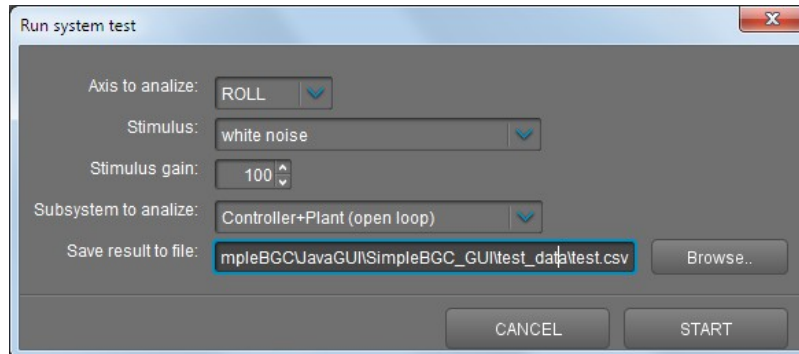 Run system test
Axis to analize: ROLL
Stimulus: white noise
Stimulus gain: 100
Subsystem to analize: Controller+Plant (open loop)
Save result to file: mpleBGC\JavaGUI\SimpleBGC_GUI\test_data\test.csv Browse..
CANCEL START